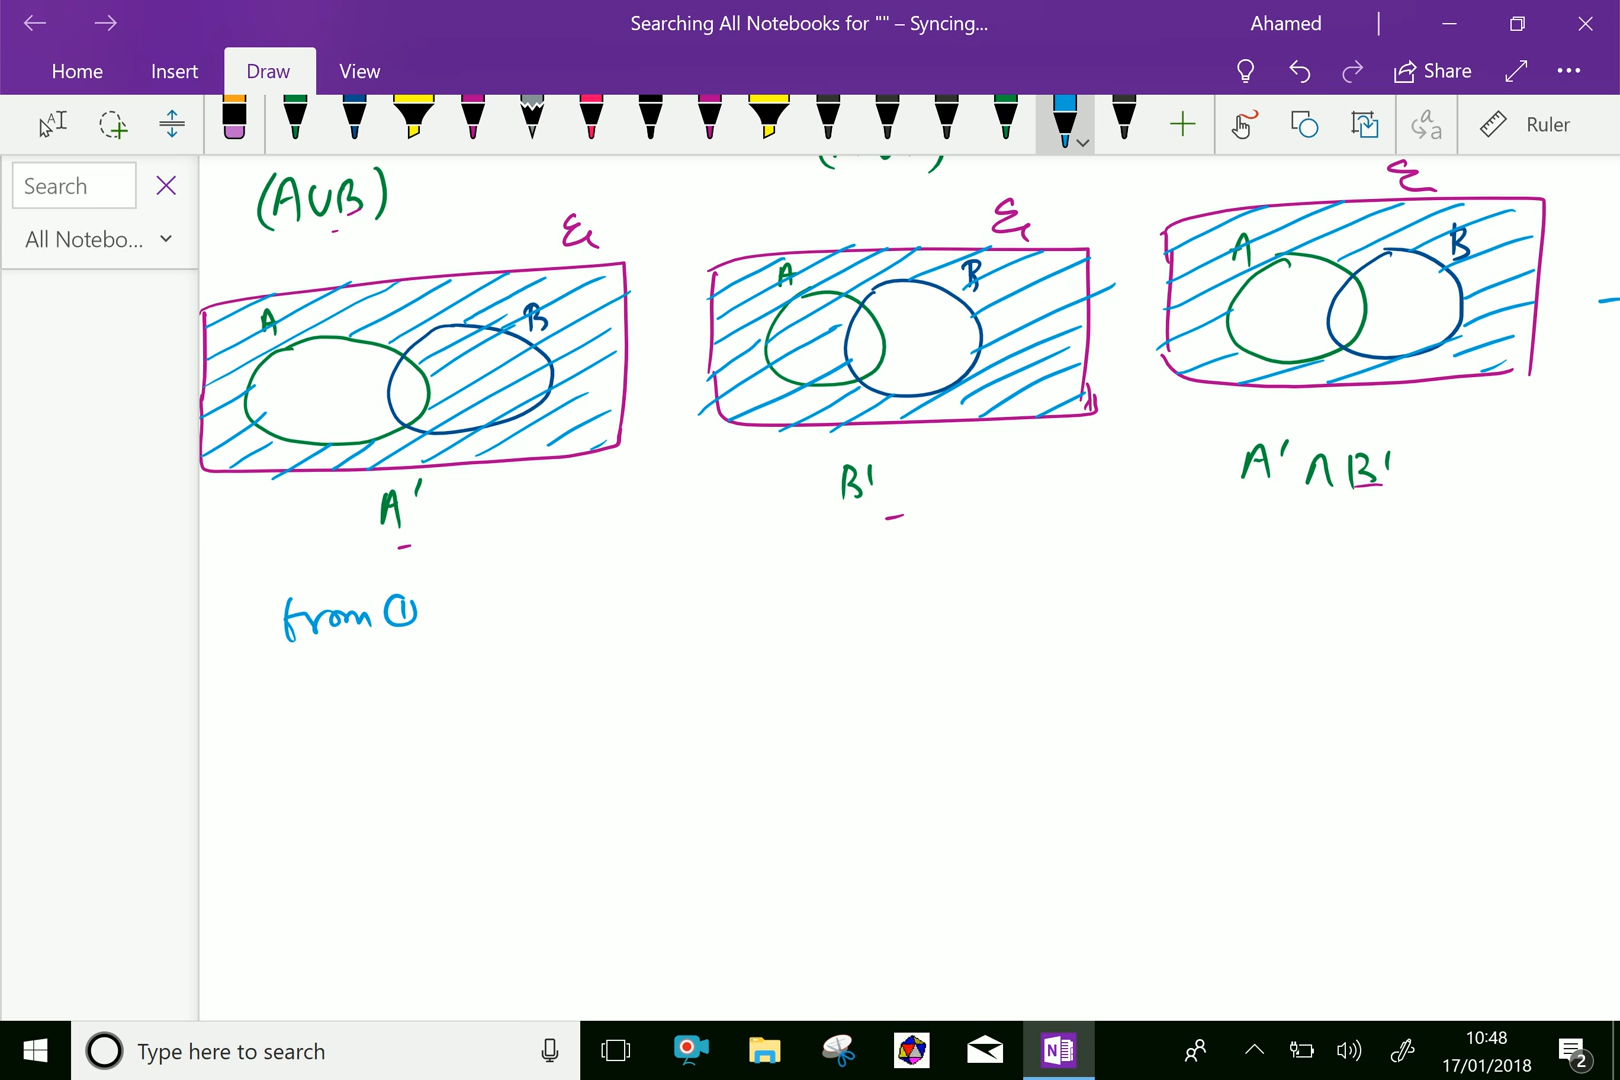 Searching All Notebooks for "" – Syncing...
Ahamed
Home Insert Draw View
Share
Ruler
Search
All Notebo...
(A∪B)
ξ
ξ
ξ
A B
A B
A B
A′
B′
A′ ∩ B′
from ①
Type here to search
10:48
17/01/2018
2